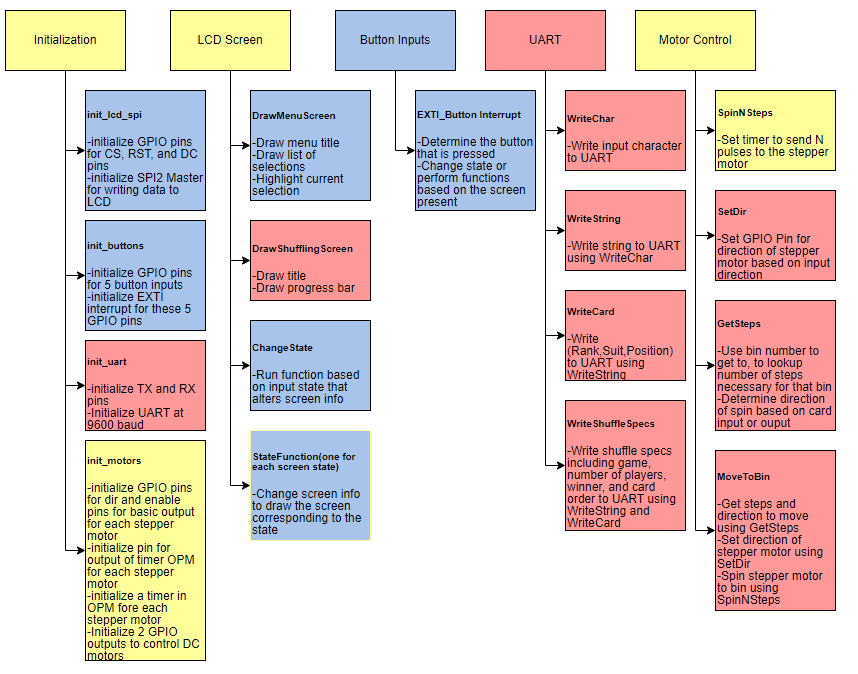 Initialization
LCD Screen
Button Inputs
UART
Motor Control
init_lcd_spi
-initialize GPIO pins
for CS, RST, and DC
pins
-initialize SPI2 Master
for writing data to
LCD
init_buttons
-initialize GPIO pins
for 5 button inputs
-initialize EXTI
interrupt for these 5
GPIO pins
init_uart
-initialize TX and RX
pins
-Initialize UART at
9600 baud
init_motors
-initialize GPIO pins
for dir and enable
pins for basic output
for each stepper
motor
-initialize pin for
output of timer OPM
for each stepper
motor
-initialize a timer in
OPM fore each
stepper motor
-Initialize 2 GPIO
outputs to control DC
motors
DrawMenuScreen
-Draw menu title
-Draw list of
selections
-Highlight current
selection
DrawShufflingScreen
-Draw title
-Draw progress bar
ChangeState
-Run function based
on input state that
alters screen info
StateFunction(one for
each screen state)
-Change screen info
to draw the screen
corresponding to the
state
EXTI_Button Interrupt
-Determine the button
that is pressed
-Change state or
perform functions
based on the screen
present
WriteChar
-Write input character
to UART
WriteString
-Write string to UART
using WriteChar
WriteCard
-Write
(Rank,Suit,Position)
to UART using
WriteString
WriteShuffleSpecs
-Write shuffle specs
including game,
number of players,
winner, and card
order to UART using
WriteString and
WriteCard
SpinNSteps
-Set timer to send N
pulses to the stepper
motor
SetDir
-Set GPIO Pin for
direction of stepper
motor based on input
direction
GetSteps
-Use bin number to
get to, to lookup
number of steps
necessary for that bin
-Determine direction
of spin based on card
input or ouput
MoveToBin
-Get steps and
direction to move
using GetSteps
-Set direction of
stepper motor using
SetDir
-Spin stepper motor
to bin using
SpinNSteps